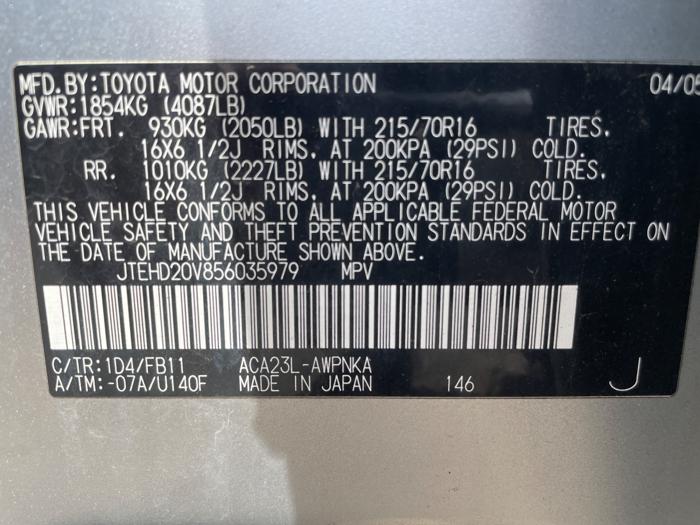 MFD.BY:TOYOTA MOTOR CORPORATION 04/05
GVWR:1854KG (4087LB)
GAWR:FRT. 930KG (2050LB) WITH 215/70R16 TIRES,
16X6 1/2J RIMS, AT 200KPA (29PSI) COLD.
RR. 1010KG (2227LB) WITH 215/70R16 TIRES,
16X6 1/2J RIMS, AT 200KPA (29PSI) COLD.
THIS VEHICLE CONFORMS TO ALL APPLICABLE FEDERAL MOTOR
VEHICLE SAFETY AND THEFT PREVENTION STANDARDS IN EFFECT ON
THE DATE OF MANUFACTURE SHOWN ABOVE.
JTEHD20V856035979 MPV
C/TR:1D4/FB11 ACA23L-AWPNKA
A/TM:-07A/U140F MADE IN JAPAN 146 J